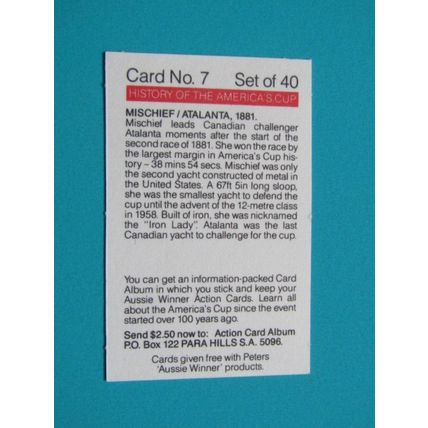 Card No. 7 Set of 40
HISTORY OF THE AMERICA'S CUP
MISCHIEF/ATALANTA, 1881.
Mischief leads Canadian challenger
Atalanta moments after the start of the
second race of 1881. She won the race by
the largest margin in America's Cup his-
tory – 38 mins 54 secs. Mischief was only
the second yacht constructed of metal in
the United States. A 67ft 5in long sloop,
she was the smallest yacht to defend the
cup until the advent of the 12-metre class
in 1958. Built of iron, she was nicknamed
the "Iron Lady". Atalanta was the last
Canadian yacht to challenge for the cup.
You can get an information-packed Card
Album in which you stick and keep your
Aussie Winner Action Cards. Learn all
about the America's Cup since the event
started over 100 years ago.
Send $2.50 now to: Action Card Album
P.O. Box 122 PARA HILLS S.A. 5096.
Cards given free with Peters
'Aussie Winner' products.